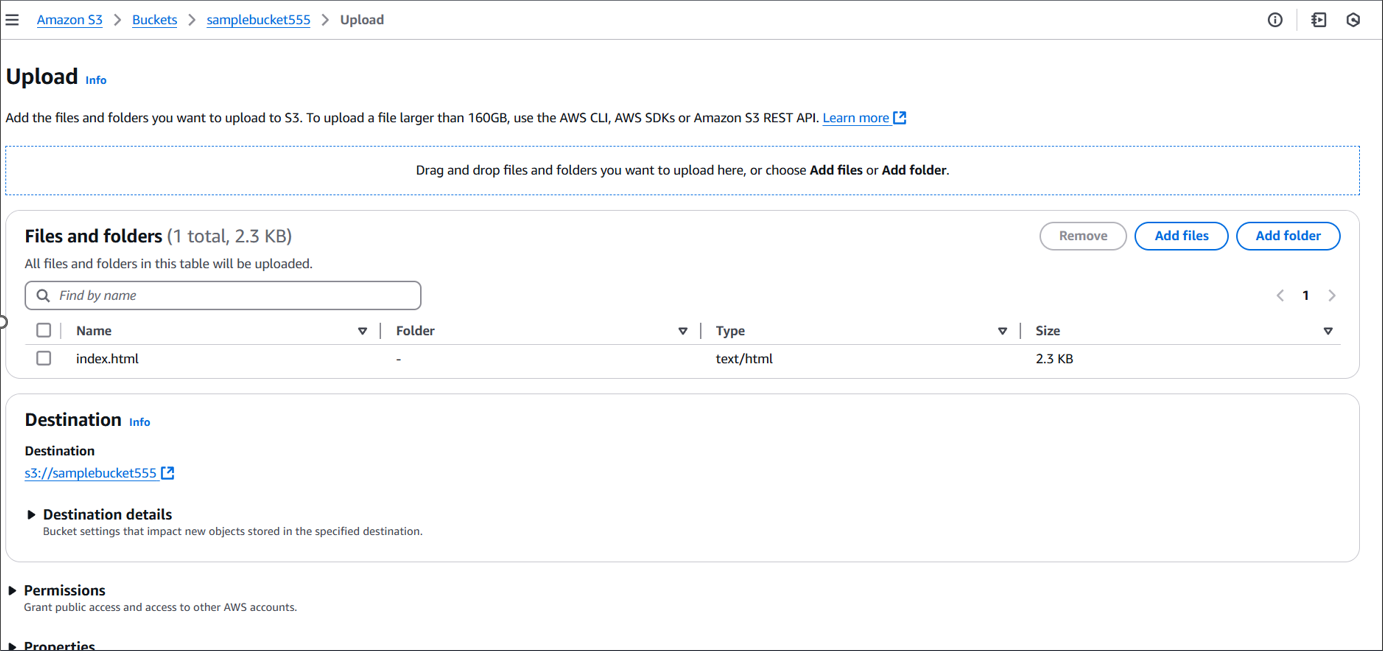 Amazon S3 > Buckets > samplebucket555 > Upload
Upload Info
Add the files and folders you want to upload to S3. To upload a file larger than 160GB, use the AWS CLI, AWS SDKs or Amazon S3 REST API. Learn more
Drag and drop files and folders you want to upload here, or choose Add files or Add folder.
Files and folders (1 total, 2.3 KB)
Remove Add files Add folder
All files and folders in this table will be uploaded.
Find by name
1
Name Folder Type Size
index.html - text/html 2.3 KB
Destination Info
Destination
s3://samplebucket555
Destination details
Bucket settings that impact new objects stored in the specified destination.
Permissions
Grant public access and access to other AWS accounts.
Properties